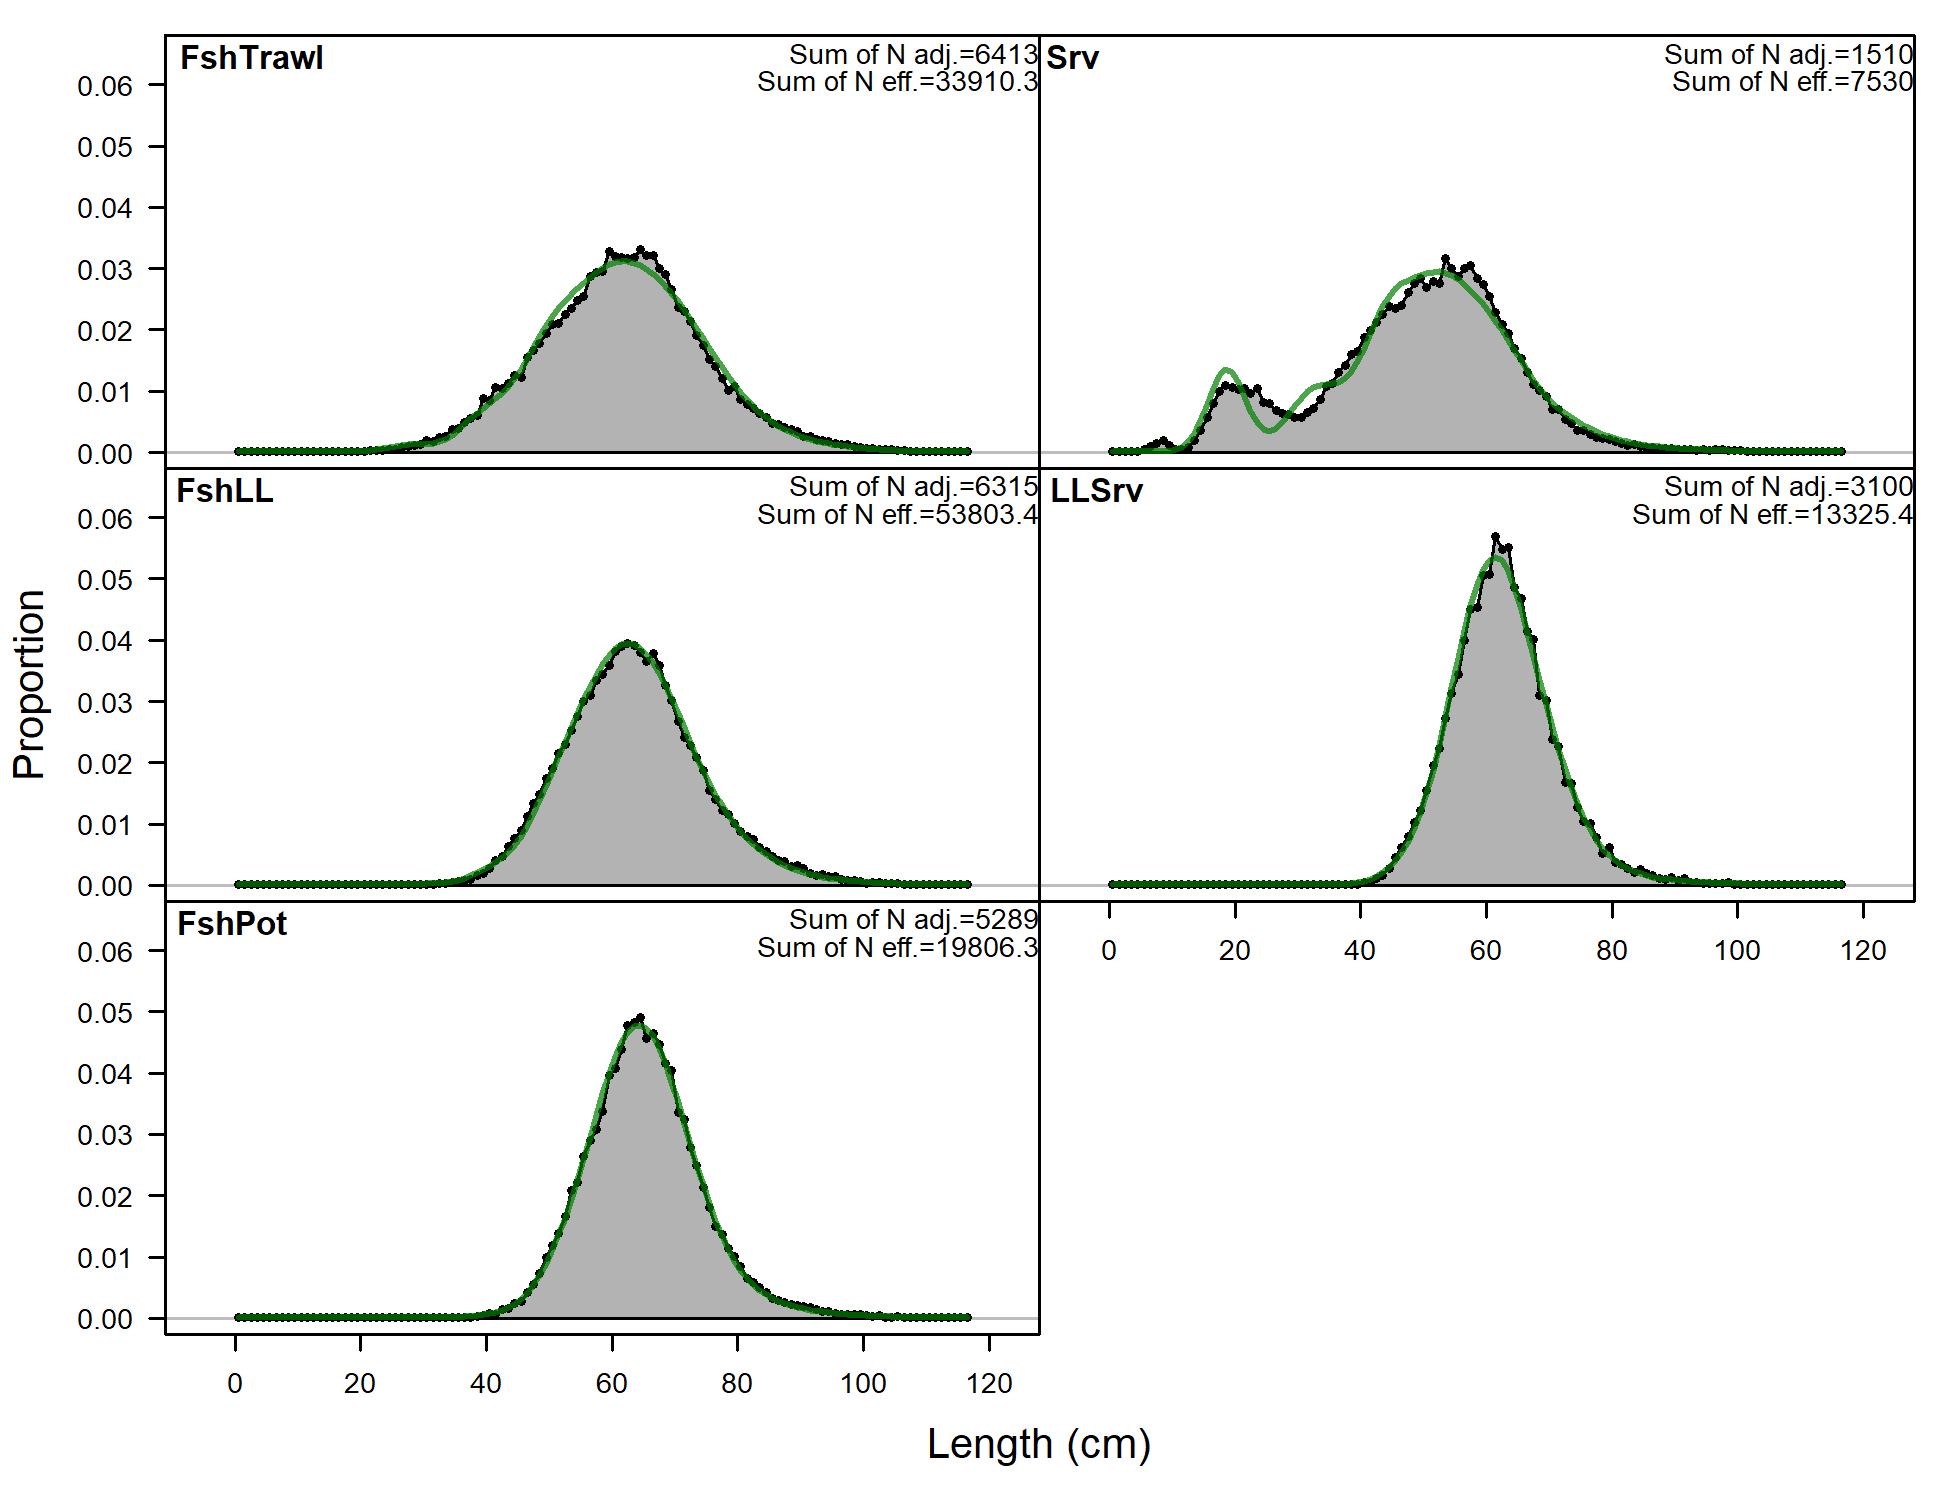 FshTrawl
Sum of N adj.=6413
Sum of N eff.=33910.3
0.06
0.05
0.04
0.03
0.02
0.01
0.00
Srv
Sum of N adj.=1510
Sum of N eff.=7530
FshLL
Sum of N adj.=6315
Sum of N eff.=53803.4
0.06
0.05
0.04
0.03
0.02
0.01
0.00
LLSrv
Sum of N adj.=3100
Sum of N eff.=13325.4
0 20 40 60 80 100 120
FshPot
Sum of N adj.=5289
Sum of N eff.=19806.3
0.06
0.05
0.04
0.03
0.02
0.01
0.00
0 20 40 60 80 100 120
Proportion
Length (cm)